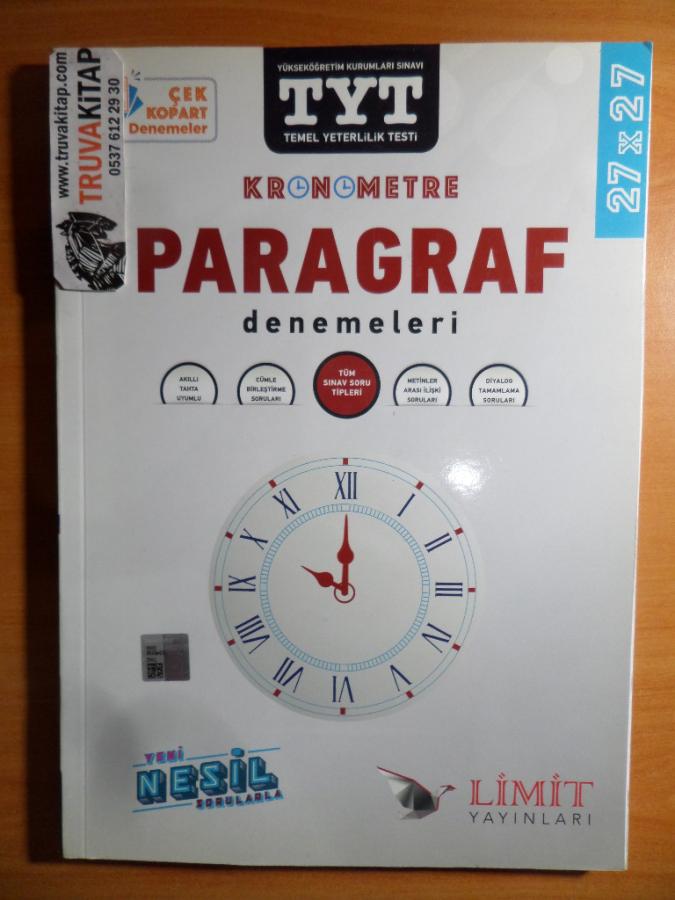 www.truvakitap.com
TRUVAKİTAP
0537 612 29 30
ÇEK
KOPART
Denemeler
YÜKSEKÖĞRETİM KURUMLARI SINAVI
TYT
TEMEL YETERLİLİK TESTİ
27 x 27
KRONOMETRE
PARAGRAF
denemeleri
AKILLI
TAHTA
UYUMLU
CÜMLE
BİRLEŞTİRME
SORULARI
TÜM
SINAV SORU
TİPLERİ
METİNLER
ARASI İLİŞKİ
SORULARI
DİYALOG
TAMAMLAMA
SORULARI
XII
I
II
III
IV
V
VI
VII
VIII
IX
X
XI
YENİ
NESİL
SORULARLA
LİMİT
YAYINLARI